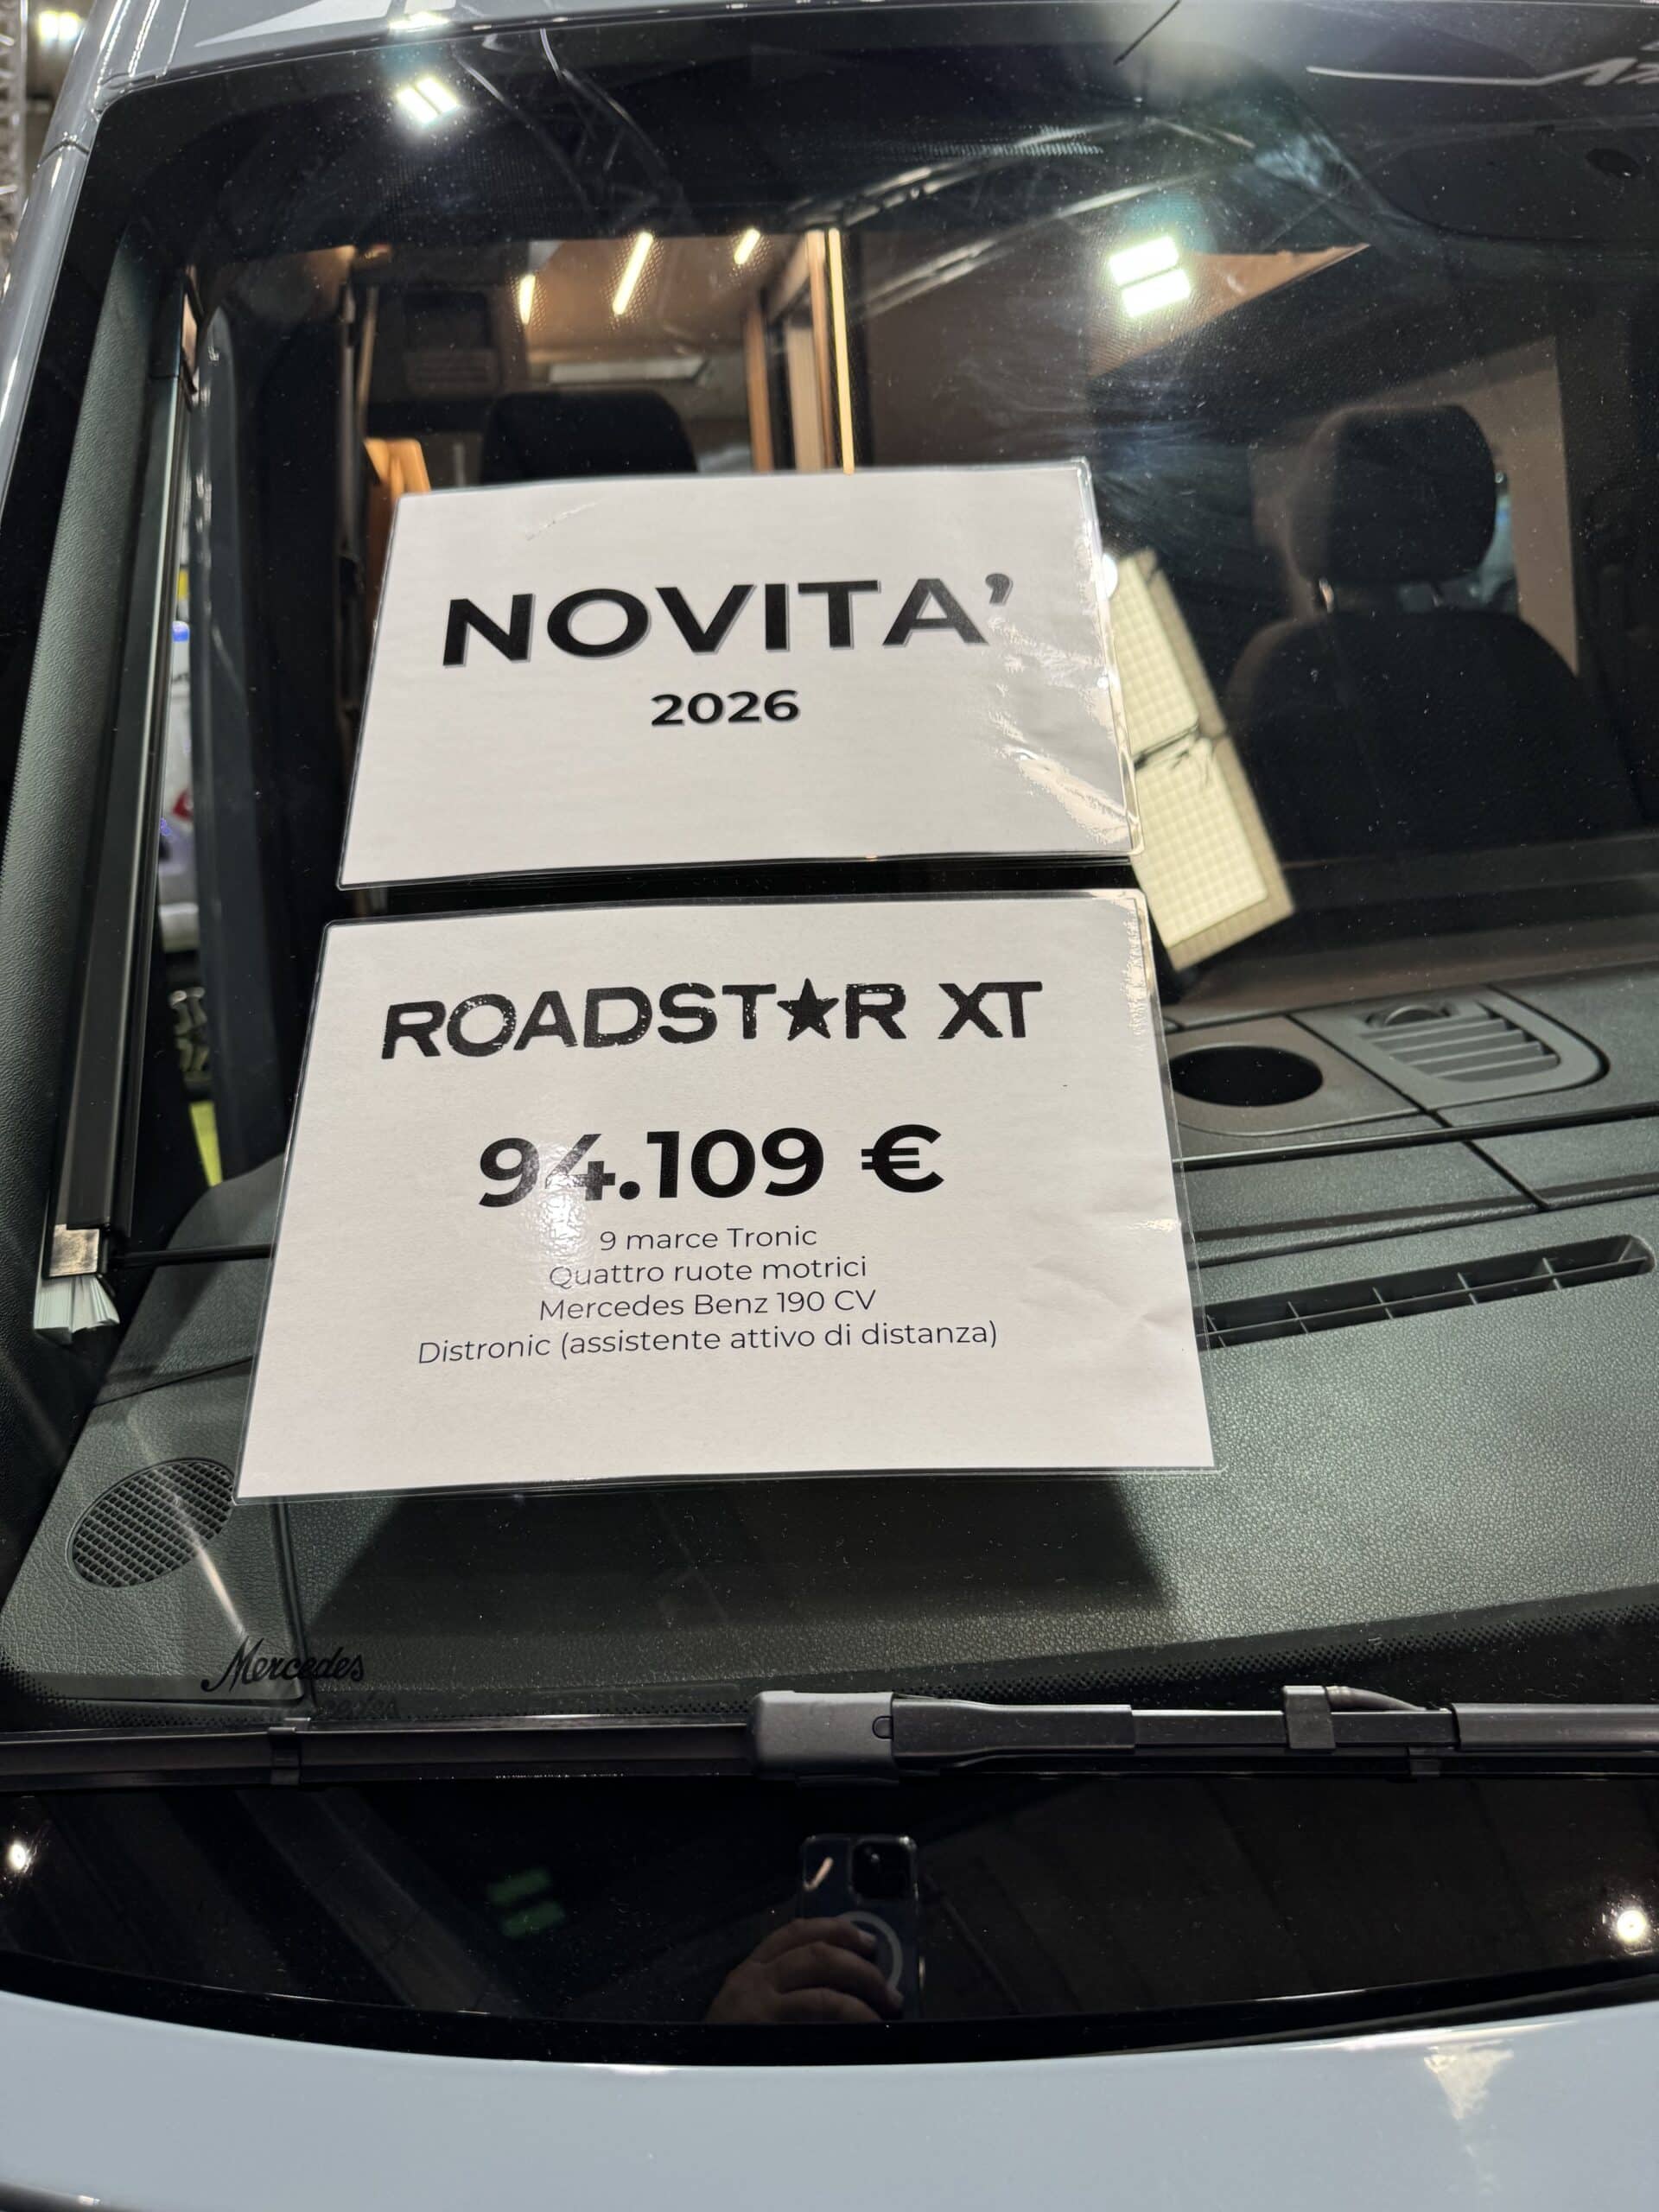 NOVITA'
2026
ROADSTAR XT
94.109 €
9 marce Tronic
Quattro ruote motrici
Mercedes Benz 190 CV
Distronic (assistente attivo di distanza)
Mercedes